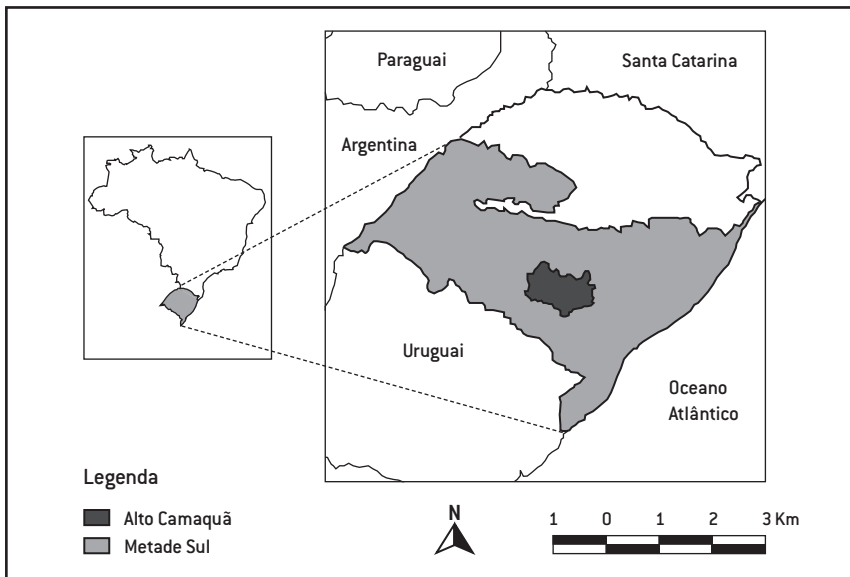 Paraguai
Santa Catarina
Argentina
Uruguai
Oceano
Atlântico
Legenda
Alto Camaquã
Metade Sul
N
1 0 1 2 3 Km